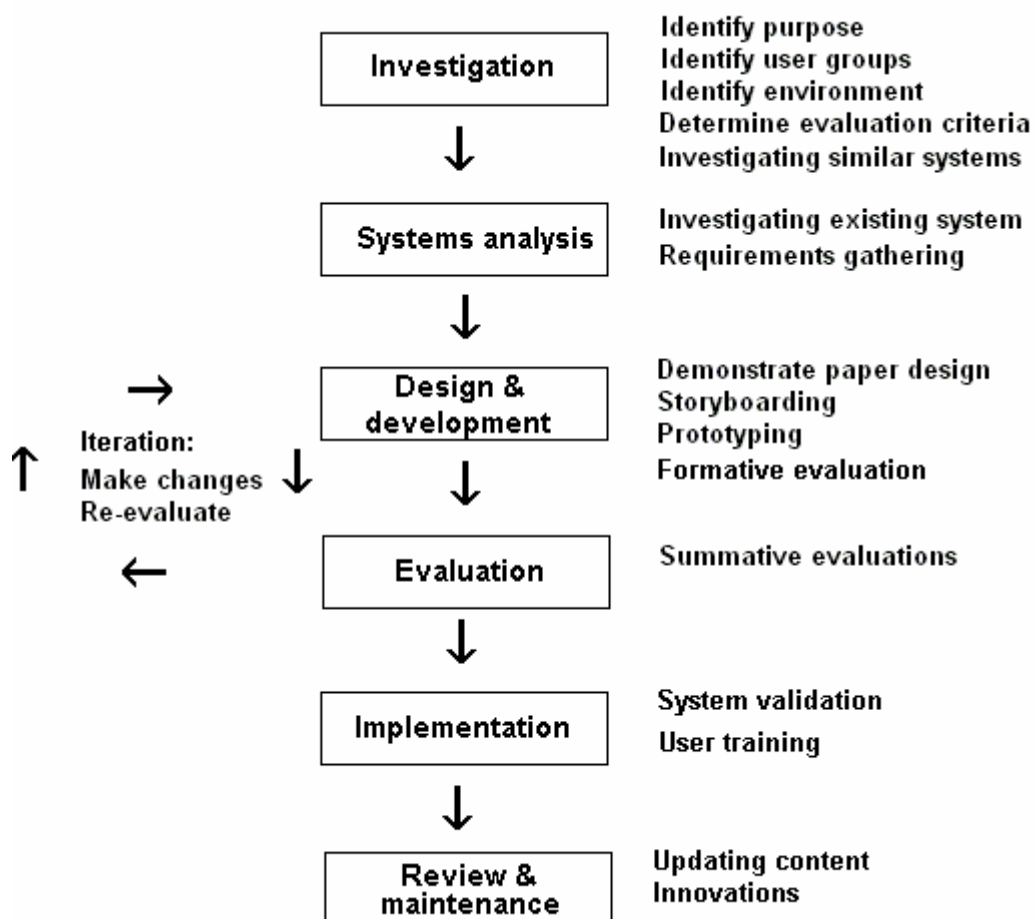 Investigation
Identify purpose
Identify user groups
Identify environment
Determine evaluation criteria
Investigating similar systems
Systems analysis
Investigating existing system
Requirements gathering
Iteration:
Make changes
Re-evaluate
Design &
development
Demonstrate paper design
Storyboarding
Prototyping
Formative evaluation
Evaluation
Summative evaluations
Implementation
System validation
User training
Review &
maintenance
Updating content
Innovations